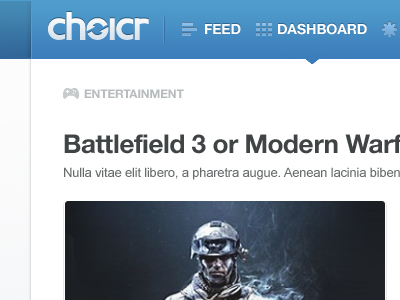 choicr
FEED
DASHBOARD
ENTERTAINMENT
Battlefield 3 or Modern Warf
Nulla vitae elit libero, a pharetra augue. Aenean lacinia biben